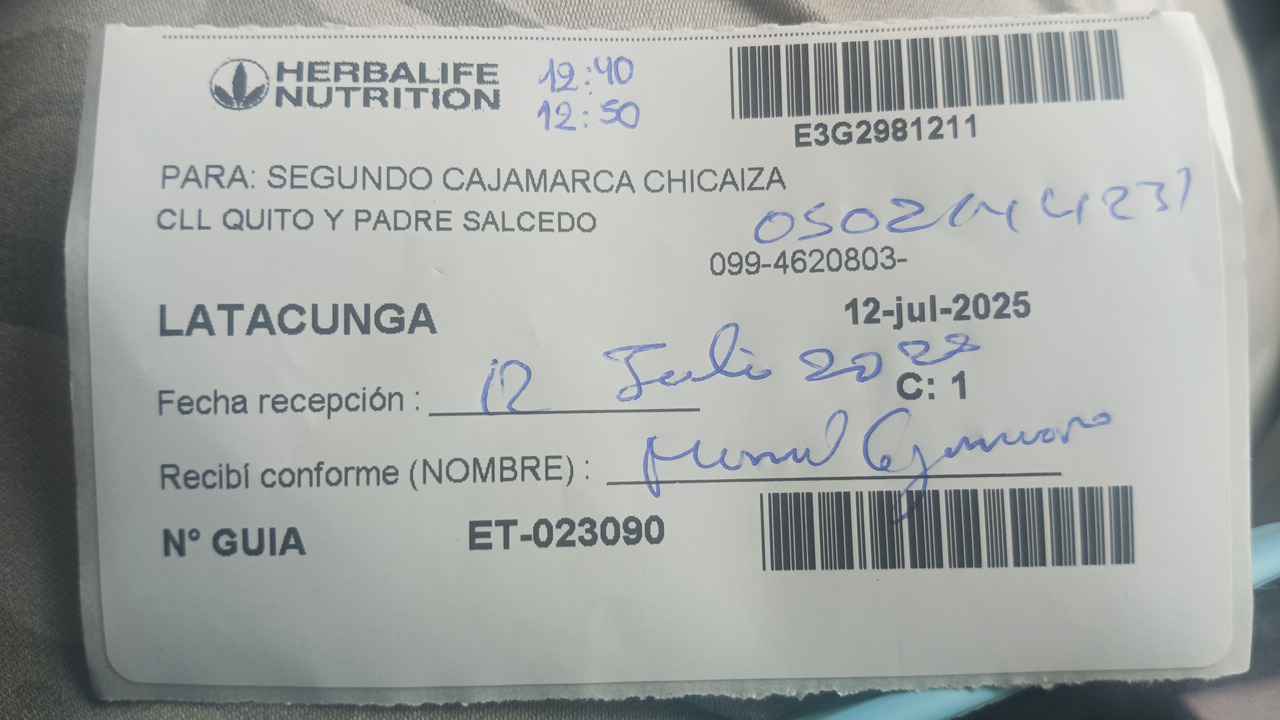 HERBALIFE
NUTRITION
12:40
12:50
E3G2981211
PARA: SEGUNDO CAJAMARCA CHICAIZA
CLL QUITO Y PADRE SALCEDO
099-4620803-
LATACUNGA
12-jul-2025
12 Julio
C: 1
Fecha recepción :
Recibí conforme (NOMBRE) :
N° GUIA ET-023090